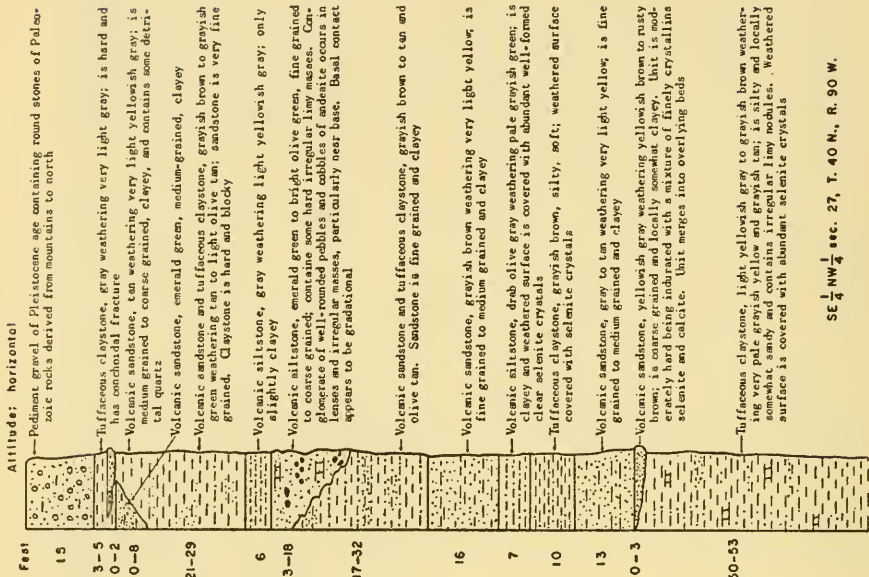 Altitude: horizontal
Feet
Pediment gravel of Pleistocene age containing round stones of Paleo-
zoic rocks derived from mountains to north
15
Tuffaceous claystone, gray weathering very light gray; is hard and
has conchoidal fracture
3-5
Volcanic sandstone, tan weathering very light yellowish gray; is
medium grained to coarse grained, clayey, and contains some detri-
tal quartz
0-2
Volcanic sandstone, emerald green, medium-grained, clayey
0-8
Volcanic sandstone and tuffaceous claystone, grayish brown to grayish
green weathering tan to light olive tan; sandstone is very fine
grained. Claystone is hard and blocky
21-29
Volcanic siltstone, gray weathering light yellowish gray; only
slightly clayey
6
Volcanic siltstone, emerald green to bright olive green, fine grained
to coarse grained; contains some hard irregular limy masses. Con-
glomerate of well-rounded pebbles and cobbles of andesite occurs in
lenses and irregular masses, particularly near base. Basal contact
appears to be gradational
3-18
Volcanic sandstone and tuffaceous claystone, grayish brown to tan and
olive tan. Sandstone is fine grained and clayey
17-32
Volcanic sandstone, grayish brown weathering very light yellow; is
fine grained to medium grained and clayey
16
Volcanic siltstone, drab olive gray weathering pale grayish green; is
clayey and weathered surface is covered with abundant well-formed
clear selenite crystals
7
Tuffaceous claystone, grayish brown, silty, soft; weathered surface
covered with selenite crystals
10
Volcanic sandstone, gray to tan weathering very light yellow; is fine
grained to medium grained and clayey
13
Volcanic sandstone, yellowish gray weathering yellowish brown to rusty
brown; is coarse grained and locally somewhat clayey. Unit is mod-
erately hard being indurated with a mixture of finely crystalline
selenite and calcite. Unit merges into overlying beds
0-3
Tuffaceous claystone, light yellowish gray to grayish brown weather-
ing very pale grayish yellow and grayish tan; is silty and locally
somewhat sandy and contains irregular limy nodules. Weathered
surface is covered with abundant selenite crystals
50-53
SE 1/4 NW 1/4 sec. 27, T. 40 N., R. 90 W.